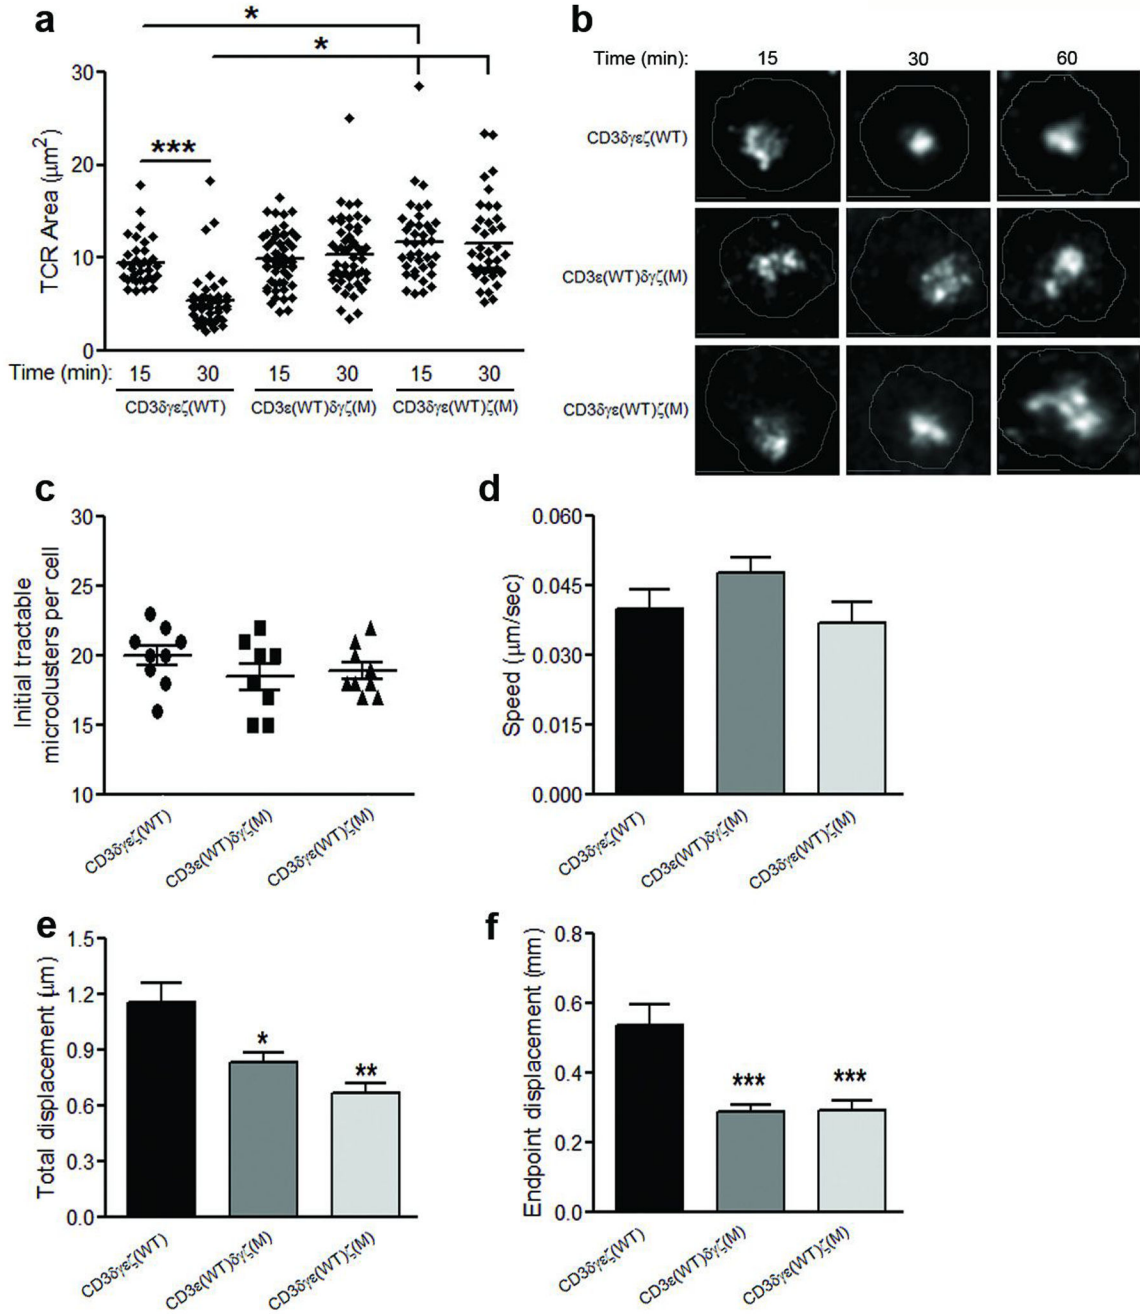 a
*
*
***
30
20
10
0
TCR Area (μm²)
Time (min): 15 30 15 30 15 30
CD3δγεζ(WT) CD3ε(WT)δγζ(M) CD3δγε(WT)ζ(M)
b
Time (min): 15 30 60
CD3δγεζ(WT)
CD3ε(WT)δγζ(M)
CD3δγε(WT)ζ(M)
c
30
25
20
15
10
Initial tractable
microclusters per cell
CD3δγεζ(WT)
CD3ε(WT)δγζ(M)
CD3δγε(WT)ζ(M)
d
0.060
0.045
0.030
0.015
0.000
Speed (μm/sec)
CD3δγεζ(WT)
CD3ε(WT)δγζ(M)
CD3δγε(WT)ζ(M)
e
1.5
1.2
0.9
0.6
0.3
0.0
Total displacement (μm)
*
**
CD3δγεζ(WT)
CD3ε(WT)δγζ(M)
CD3δγε(WT)ζ(M)
f
0.8
0.6
0.4
0.2
0.0
Endpoint displacement (mm)
***
***
CD3δγεζ(WT)
CD3ε(WT)δγζ(M)
CD3δγε(WT)ζ(M)